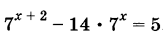 7^{x + 2} − 14 · 7^x = 5